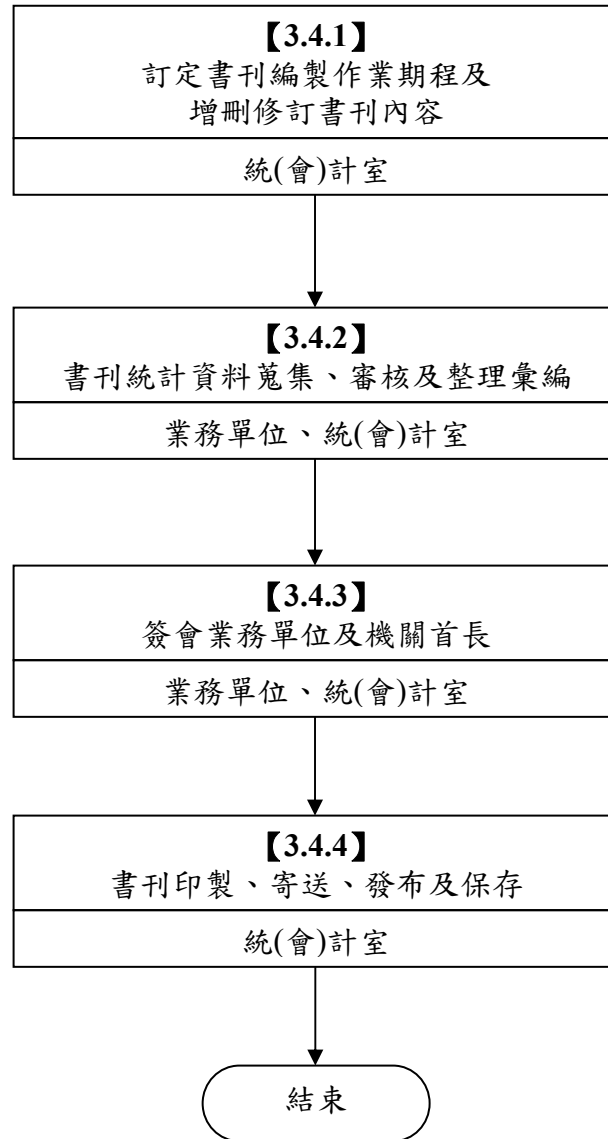 【3.4.1】
訂定書刊編製作業期程及
增刪修訂書刊內容
統(會)計室
【3.4.2】
書刊統計資料蒐集、審核及整理彙編
業務單位、統(會)計室
【3.4.3】
簽會業務單位及機關首長
業務單位、統(會)計室
【3.4.4】
書刊印製、寄送、發布及保存
統(會)計室
結束